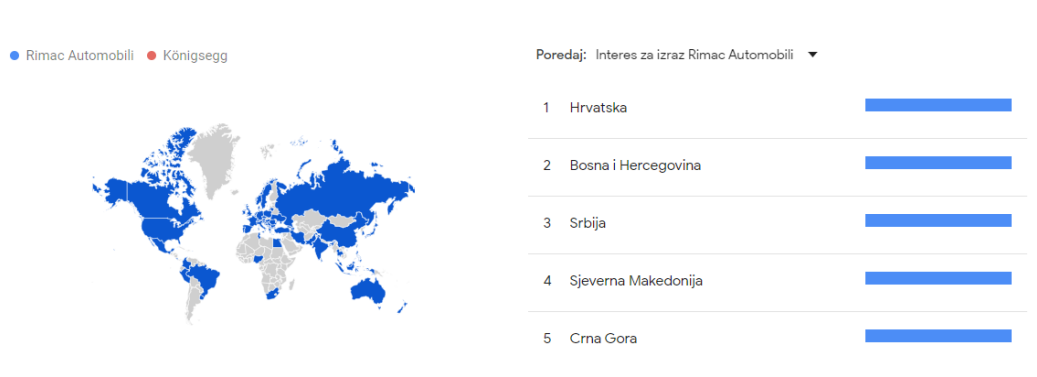 Rimac Automobili Königsegg
Poredaj: Interes za izraz Rimac Automobili
1 Hrvatska
2 Bosna i Hercegovina
3 Srbija
4 Sjeverna Makedonija
5 Crna Gora